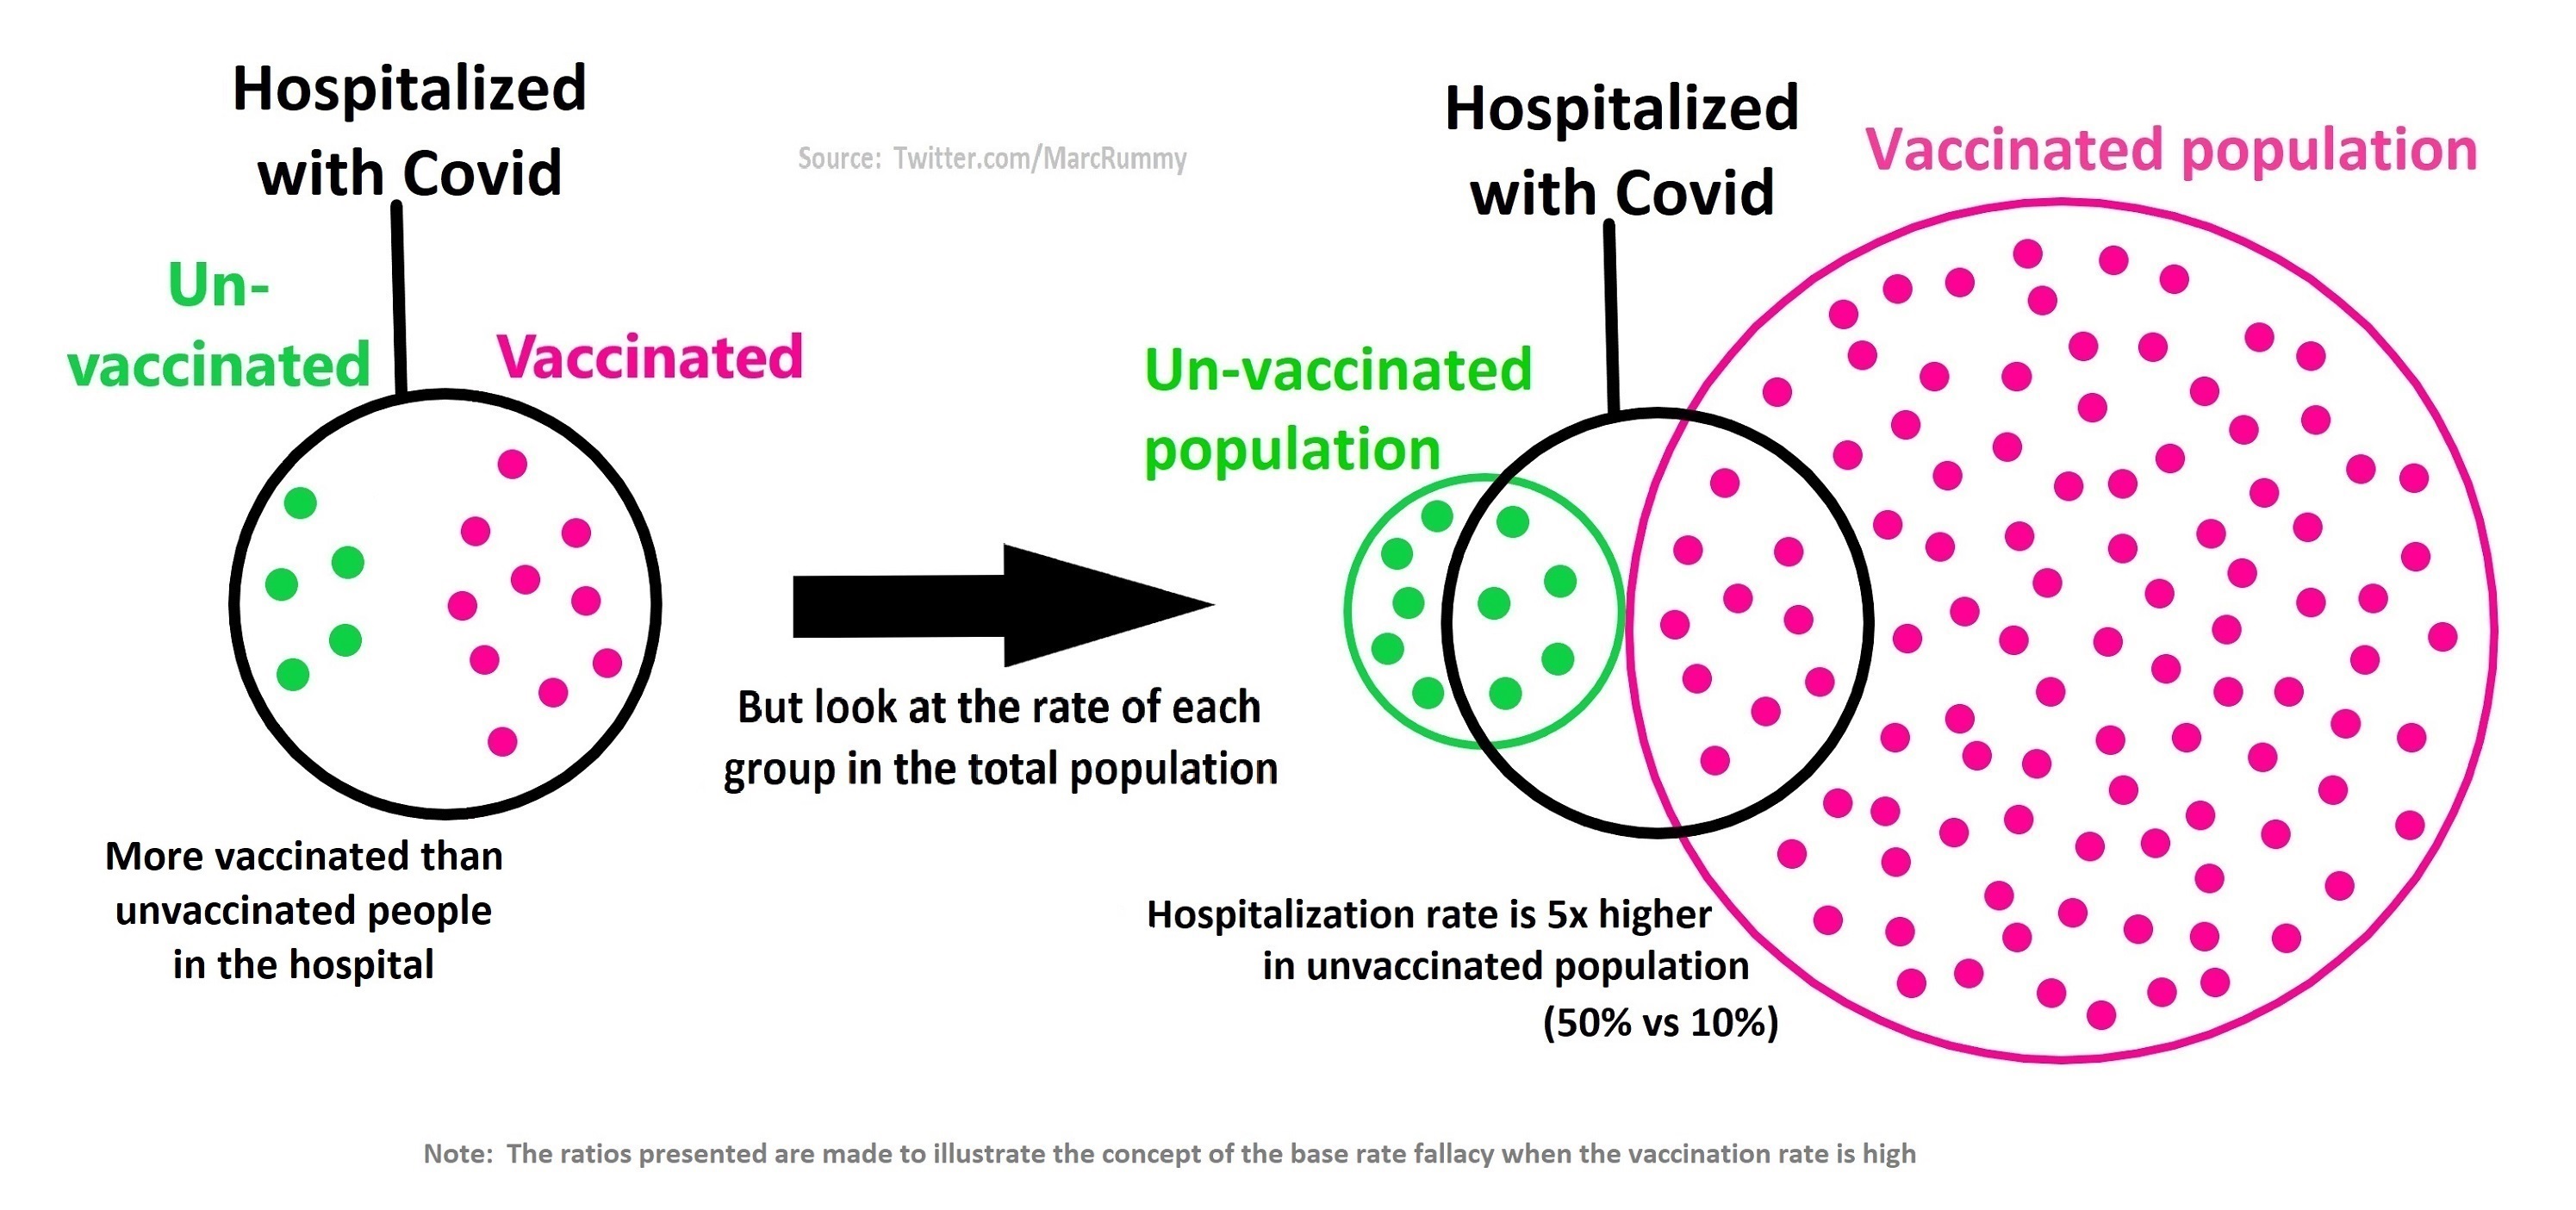 Hospitalized
with Covid
Un-
vaccinated
Vaccinated
More vaccinated than
unvaccinated people
in the hospital
Source:  Twitter.com/MarcRummy
But look at the rate of each
group in the total population
Hospitalized
with Covid
Vaccinated population
Un-vaccinated
population
Hospitalization rate is 5x higher
in unvaccinated population
(50% vs 10%)
Note:  The ratios presented are made to illustrate the concept of the base rate fallacy when the vaccination rate is high